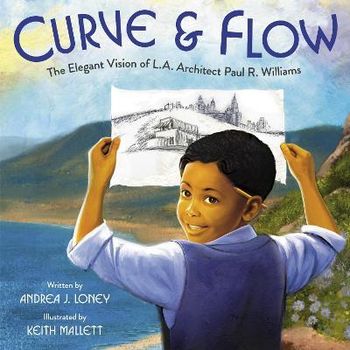 CURVE & FLOW
The Elegant Vision of L.A. Architect Paul R. Williams
Written by
ANDREA J. LONEY
Illustrated by
KEITH MALLETT